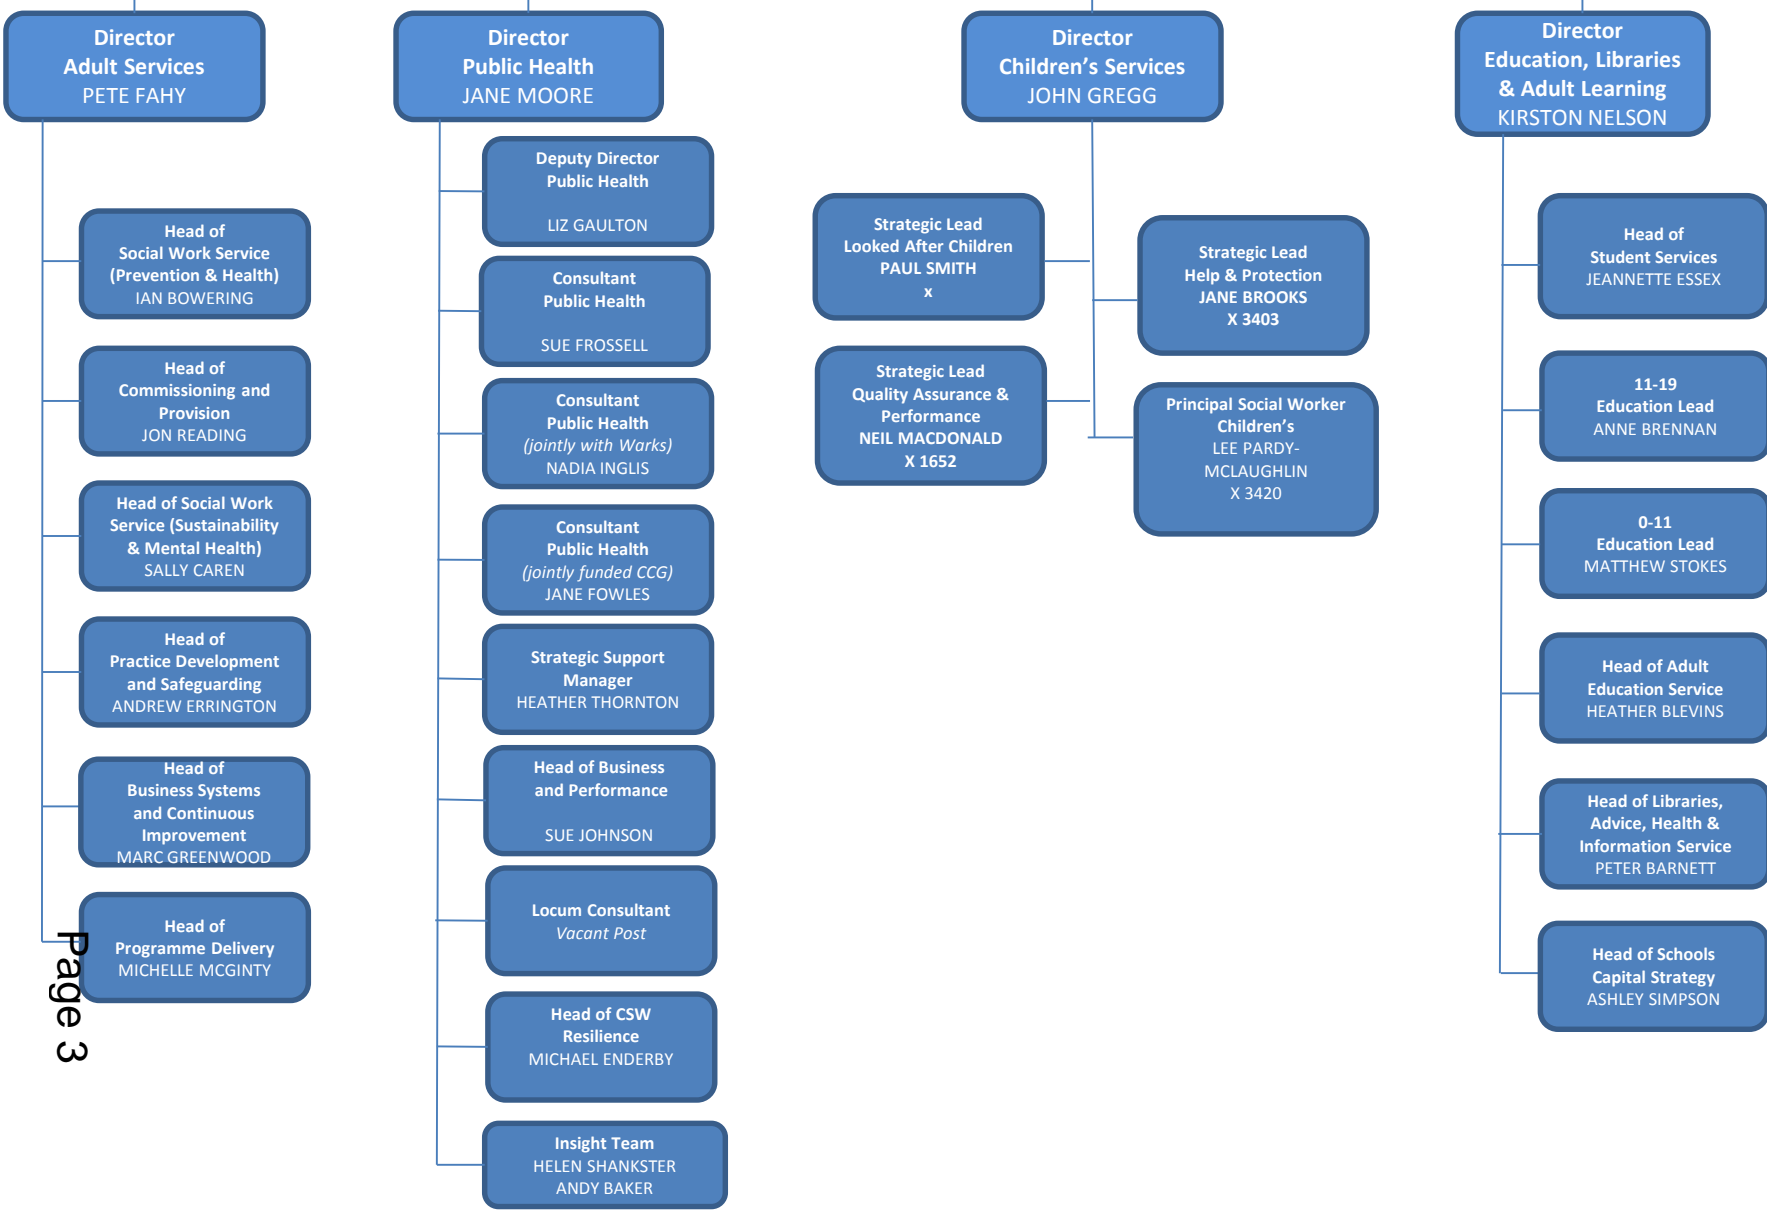 Director
Adult Services
PETE FAHY
Head of
Social Work Service
(Prevention & Health)
IAN BOWERING
Head of
Commissioning and
Provision
JON READING
Head of Social Work
Service (Sustainability
& Mental Health)
SALLY CAREN
Head of
Practice Development
and Safeguarding
ANDREW ERRINGTON
Head of
Business Systems
and Continuous
Improvement
MARC GREENWOOD
Head of
Programme Delivery
MICHELLE MCGINTY
Page 3
Director
Public Health
JANE MOORE
Deputy Director
Public Health
LIZ GAULTON
Consultant
Public Health
SUE FROSSELL
Consultant
Public Health
(jointly with Warks)
NADIA INGLIS
Consultant
Public Health
(jointly funded CCG)
JANE FOWLES
Strategic Support
Manager
HEATHER THORNTON
Head of Business
and Performance
SUE JOHNSON
Locum Consultant
Vacant Post
Head of CSW
Resilience
MICHAEL ENDERBY
Insight Team
HELEN SHANKSTER
ANDY BAKER
Director
Children’s Services
JOHN GREGG
Strategic Lead
Looked After Children
PAUL SMITH
x
Strategic Lead
Quality Assurance &
Performance
NEIL MACDONALD
X 1652
Strategic Lead
Help & Protection
JANE BROOKS
X 3403
Principal Social Worker
Children’s
LEE PARDY-
MCLAUGHLIN
X 3420
Director
Education, Libraries
& Adult Learning
KIRSTON NELSON
Head of
Student Services
JEANNETTE ESSEX
11-19
Education Lead
ANNE BRENNAN
0-11
Education Lead
MATTHEW STOKES
Head of Adult
Education Service
HEATHER BLEVINS
Head of Libraries,
Advice, Health &
Information Service
PETER BARNETT
Head of Schools
Capital Strategy
ASHLEY SIMPSON